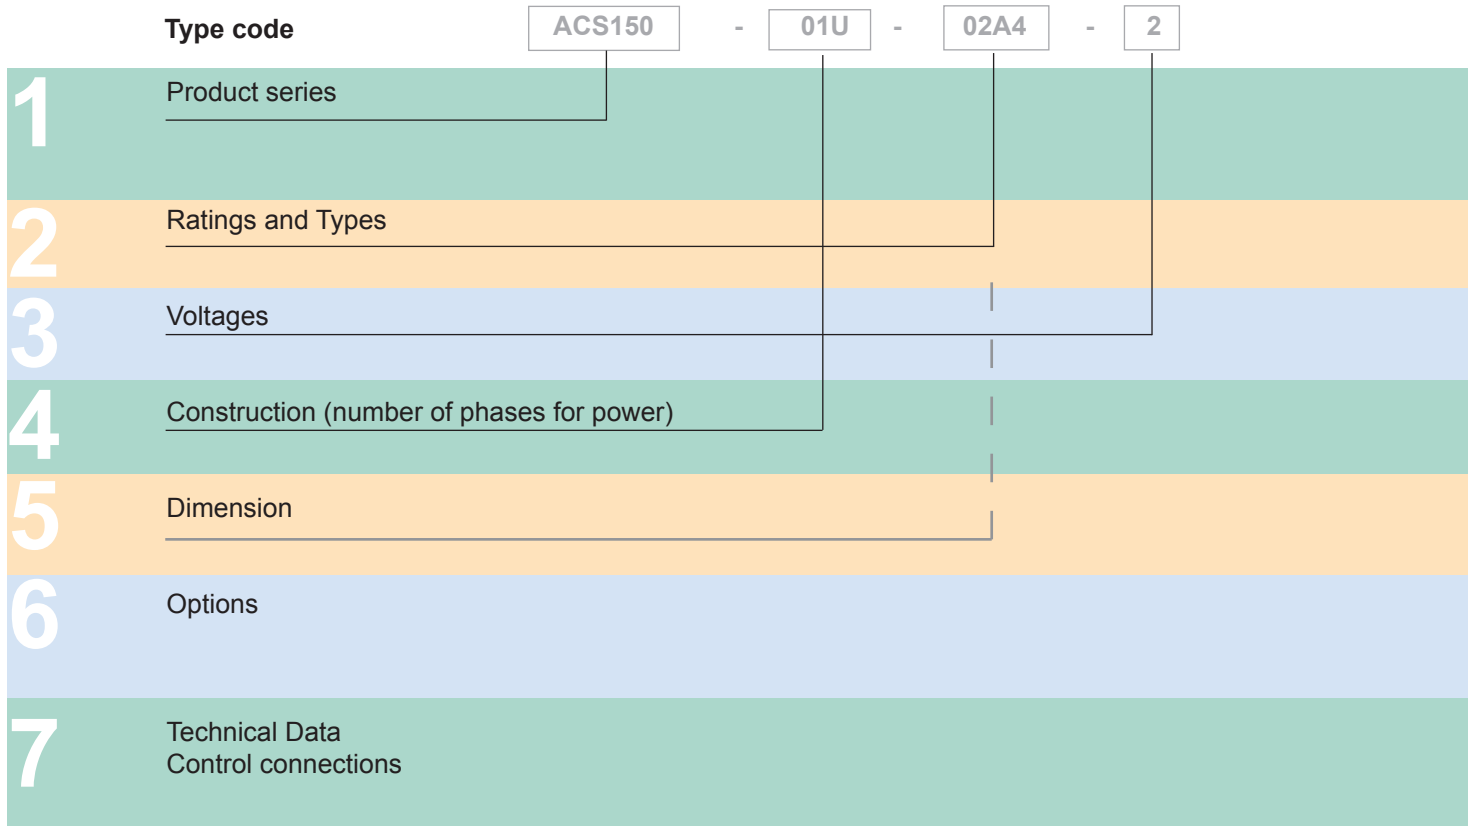 Type code ACS150 - 01U - 02A4 - 2
1 Product series
2 Ratings and Types
3 Voltages
4 Construction (number of phases for power)
5 Dimension
6 Options
7 Technical Data
Control connections